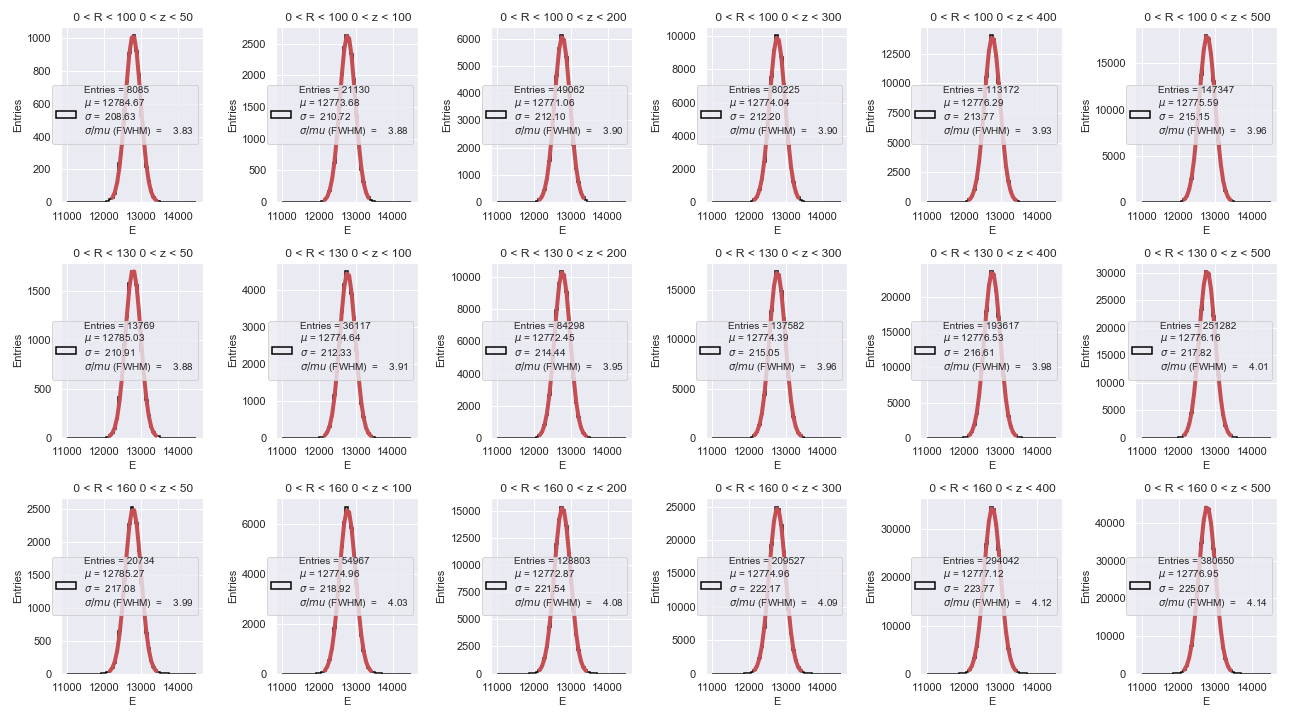 0 < R < 100 0 < z < 50
Entries
1000
800
600
400
200
0
Entries = 8085
μ = 12784.67
σ = 208.63
σ/mu (FWHM) = 3.83
11000 12000 13000 14000
E
0 < R < 100 0 < z < 100
Entries
2500
2000
1500
1000
500
0
Entries = 21130
μ = 12773.68
σ = 210.72
σ/mu (FWHM) = 3.88
11000 12000 13000 14000
E
0 < R < 100 0 < z < 200
Entries
6000
5000
4000
3000
2000
1000
0
Entries = 49062
μ = 12771.06
σ = 212.10
σ/mu (FWHM) = 3.90
11000 12000 13000 14000
E
0 < R < 100 0 < z < 300
Entries
10000
8000
6000
4000
2000
0
Entries = 80225
μ = 12774.04
σ = 212.20
σ/mu (FWHM) = 3.90
11000 12000 13000 14000
E
0 < R < 100 0 < z < 400
Entries
12500
10000
7500
5000
2500
0
Entries = 113172
μ = 12776.29
σ = 213.77
σ/mu (FWHM) = 3.93
11000 12000 13000 14000
E
0 < R < 100 0 < z < 500
Entries
15000
10000
5000
0
Entries = 147347
μ = 12775.59
σ = 215.15
σ/mu (FWHM) = 3.96
11000 12000 13000 14000
E
0 < R < 130 0 < z < 50
Entries
1500
1000
500
0
Entries = 13769
μ = 12785.03
σ = 210.91
σ/mu (FWHM) = 3.88
11000 12000 13000 14000
E
0 < R < 130 0 < z < 100
Entries
4000
3000
2000
1000
0
Entries = 36117
μ = 12774.64
σ = 212.33
σ/mu (FWHM) = 3.91
11000 12000 13000 14000
E
0 < R < 130 0 < z < 200
Entries
10000
8000
6000
4000
2000
0
Entries = 84298
μ = 12772.45
σ = 214.44
σ/mu (FWHM) = 3.95
11000 12000 13000 14000
E
0 < R < 130 0 < z < 300
Entries
15000
10000
5000
0
Entries = 137582
μ = 12774.39
σ = 215.05
σ/mu (FWHM) = 3.96
11000 12000 13000 14000
E
0 < R < 130 0 < z < 400
Entries
20000
15000
10000
5000
0
Entries = 193617
μ = 12776.53
σ = 216.61
σ/mu (FWHM) = 3.98
11000 12000 13000 14000
E
0 < R < 130 0 < z < 500
Entries
30000
25000
20000
15000
10000
5000
0
Entries = 251282
μ = 12776.16
σ = 217.82
σ/mu (FWHM) = 4.01
11000 12000 13000 14000
E
0 < R < 160 0 < z < 50
Entries
2500
2000
1500
1000
500
0
Entries = 20734
μ = 12785.27
σ = 217.08
σ/mu (FWHM) = 3.99
11000 12000 13000 14000
E
0 < R < 160 0 < z < 100
Entries
6000
4000
2000
0
Entries = 54967
μ = 12774.96
σ = 218.92
σ/mu (FWHM) = 4.03
11000 12000 13000 14000
E
0 < R < 160 0 < z < 200
Entries
15000
12500
10000
7500
5000
2500
0
Entries = 128803
μ = 12772.87
σ = 221.54
σ/mu (FWHM) = 4.08
11000 12000 13000 14000
E
0 < R < 160 0 < z < 300
Entries
25000
20000
15000
10000
5000
0
Entries = 209527
μ = 12774.96
σ = 222.17
σ/mu (FWHM) = 4.09
11000 12000 13000 14000
E
0 < R < 160 0 < z < 400
Entries
30000
20000
10000
0
Entries = 294042
μ = 12777.12
σ = 223.77
σ/mu (FWHM) = 4.12
11000 12000 13000 14000
E
0 < R < 160 0 < z < 500
Entries
40000
30000
20000
10000
0
Entries = 380650
μ = 12776.95
σ = 225.07
σ/mu (FWHM) = 4.14
11000 12000 13000 14000
E